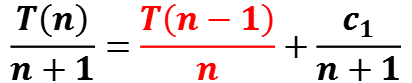 T(n)/(n + 1) = T(n − 1)/n + c₁/(n + 1)